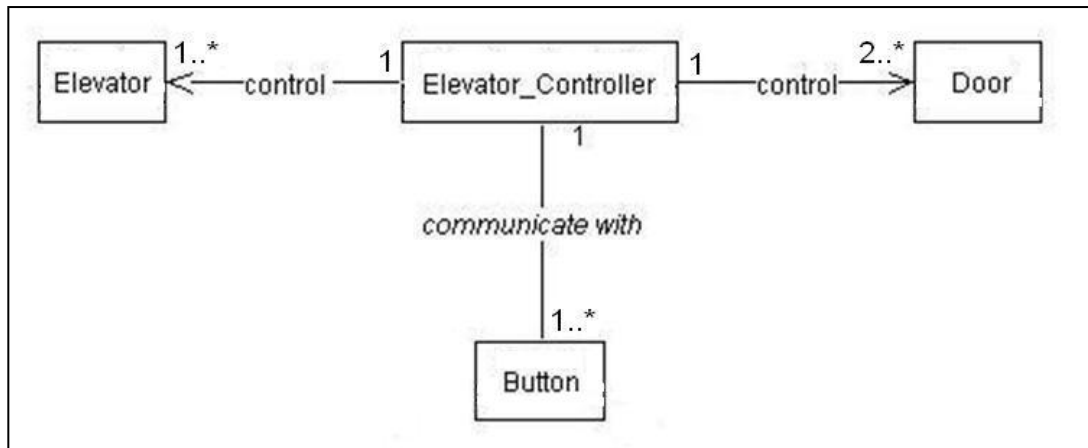 1..* 1 1 2..*
Elevator control Elevator_Controller control Door
1
communicate with
1..*
Button